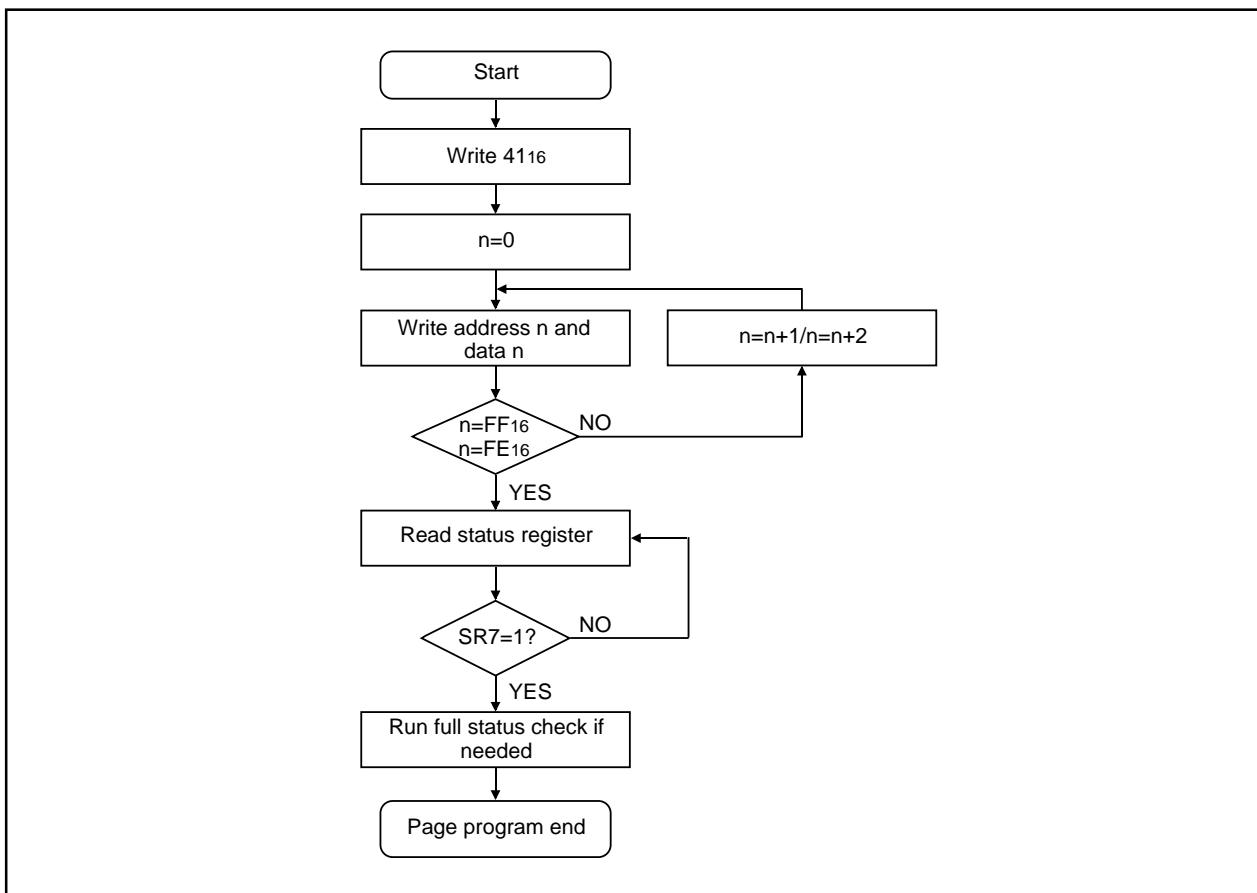 Start
Write 4116
n=0
Write address n and
data n
n=n+1/n=n+2
n=FF16
n=FE16
NO
YES
Read status register
SR7=1?
NO
YES
Run full status check if
needed
Page program end